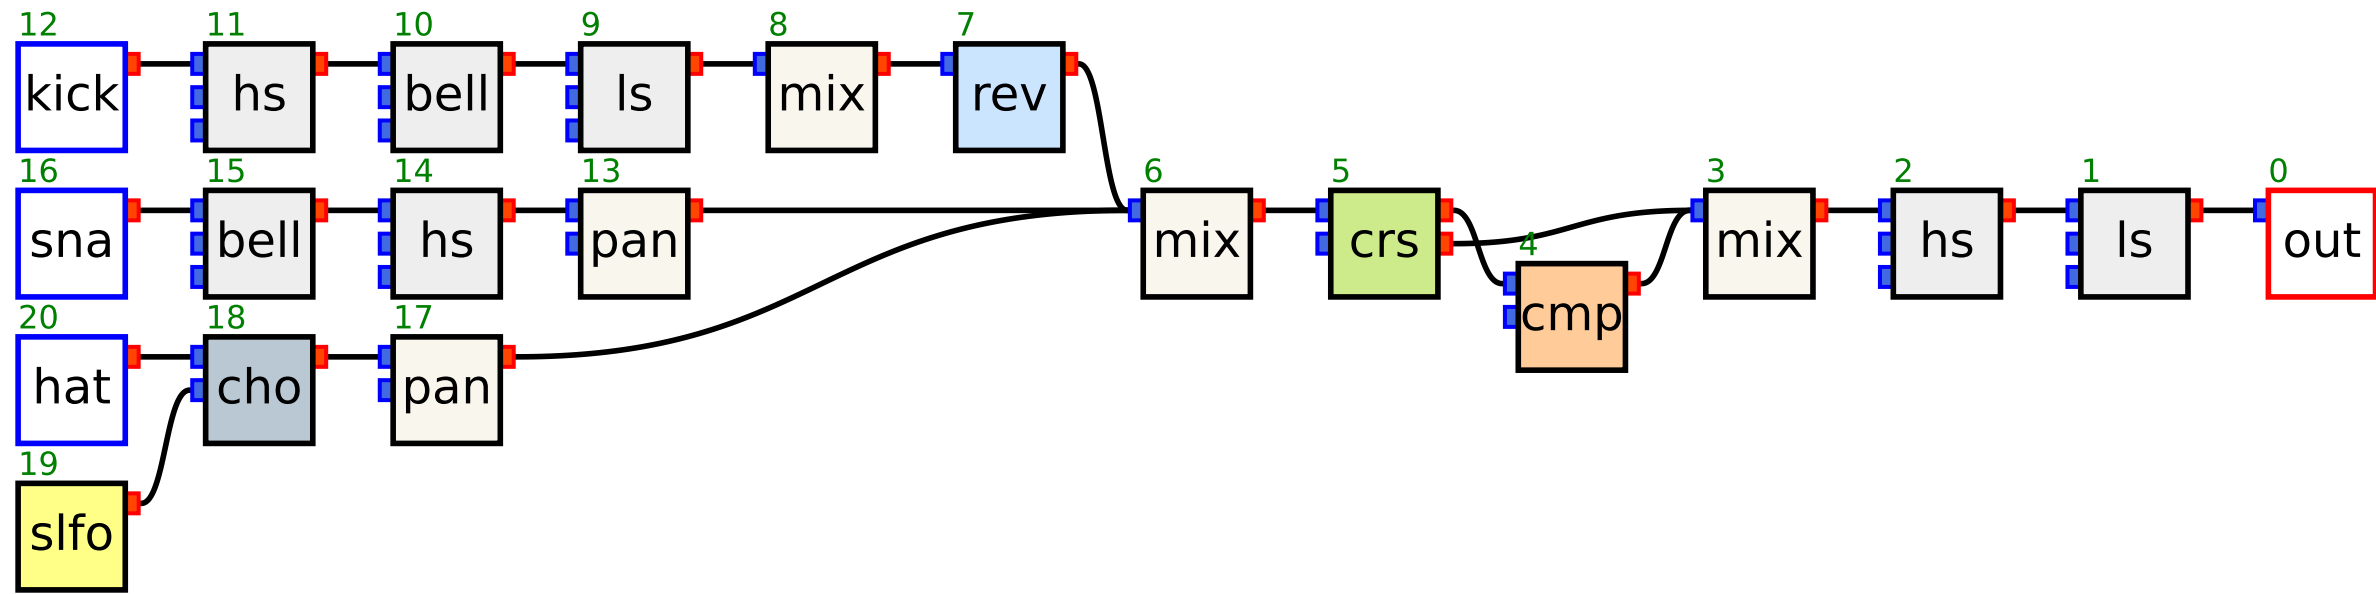 12 11 10 9 8 7
kick hs bell ls mix rev
16 15 14 13 6 5 3 2 1 0
sna bell hs pan mix crs mix hs ls out
4
cmp
20 18 17
hat cho pan
19
slfo